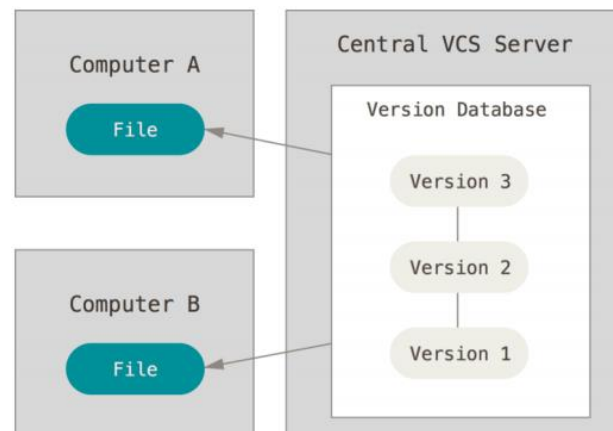 Computer A
File
Computer B
File
Central VCS Server
Version Database
Version 3
Version 2
Version 1